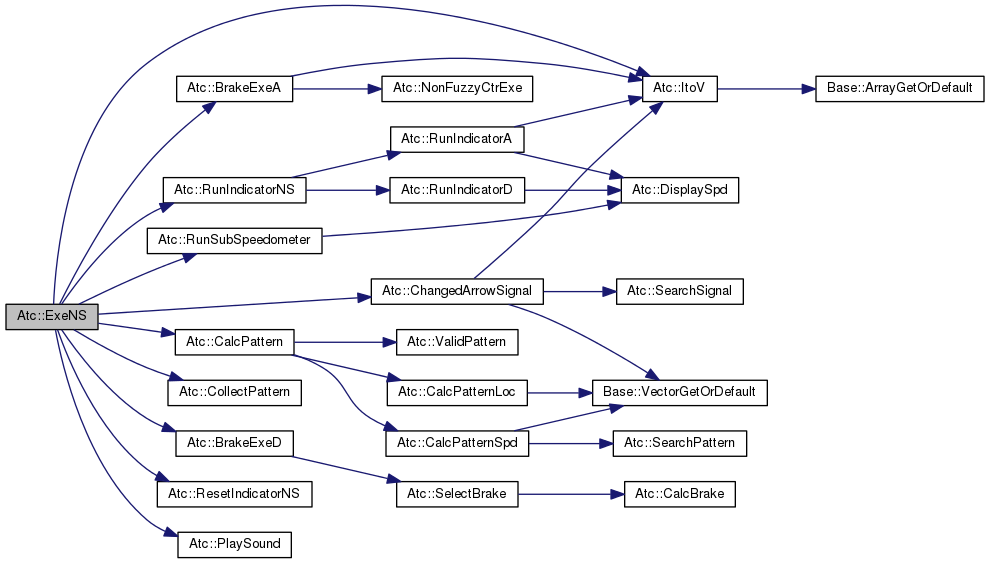 Atc::BrakeExeA
Atc::NonFuzzyCtrExe
Atc::ItoV
Base::ArrayGetOrDefault
Atc::RunIndicatorA
Atc::RunIndicatorNS
Atc::RunIndicatorD
Atc::DisplaySpd
Atc::RunSubSpeedometer
Atc::ChangedArrowSignal
Atc::SearchSignal
Atc::ExeNS
Atc::CalcPattern
Atc::ValidPattern
Atc::CollectPattern
Atc::CalcPatternLoc
Base::VectorGetOrDefault
Atc::BrakeExeD
Atc::CalcPatternSpd
Atc::SearchPattern
Atc::ResetIndicatorNS
Atc::SelectBrake
Atc::CalcBrake
Atc::PlaySound